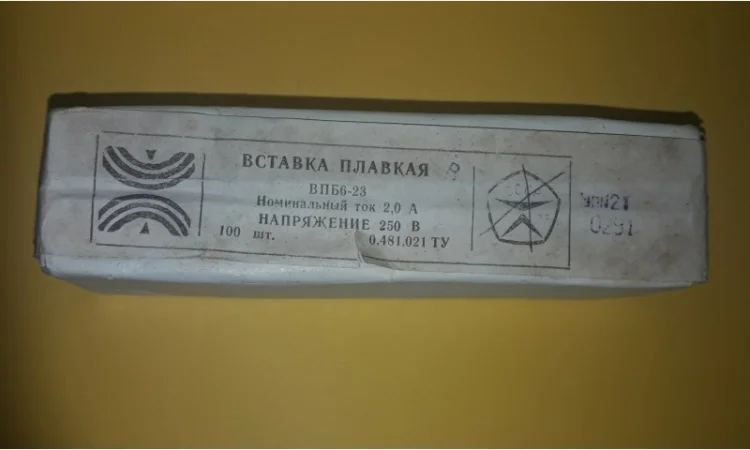 ВСТАВКА ПЛАВКАЯ
ВПБ6-23
Номинальный ток 2,0 А
НАПРЯЖЕНИЕ 250 В
100 шт. 0.481.021 ТУ
0291